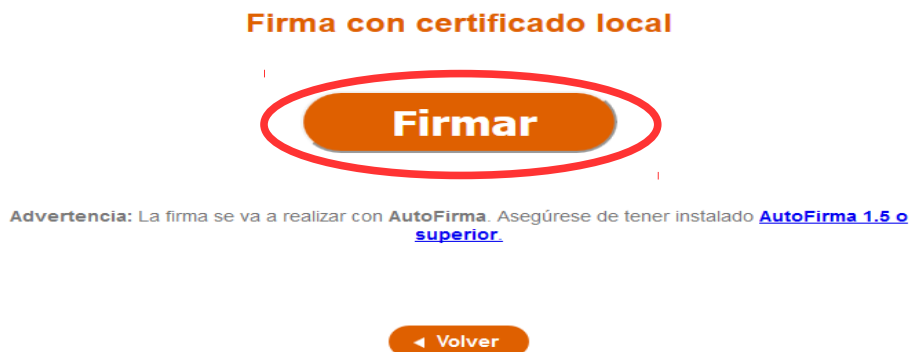 Firma con certificado local
Firmar
Advertencia: La firma se va a realizar con AutoFirma. Asegúrese de tener instalado AutoFirma 1.5 o
superior.
◄ Volver